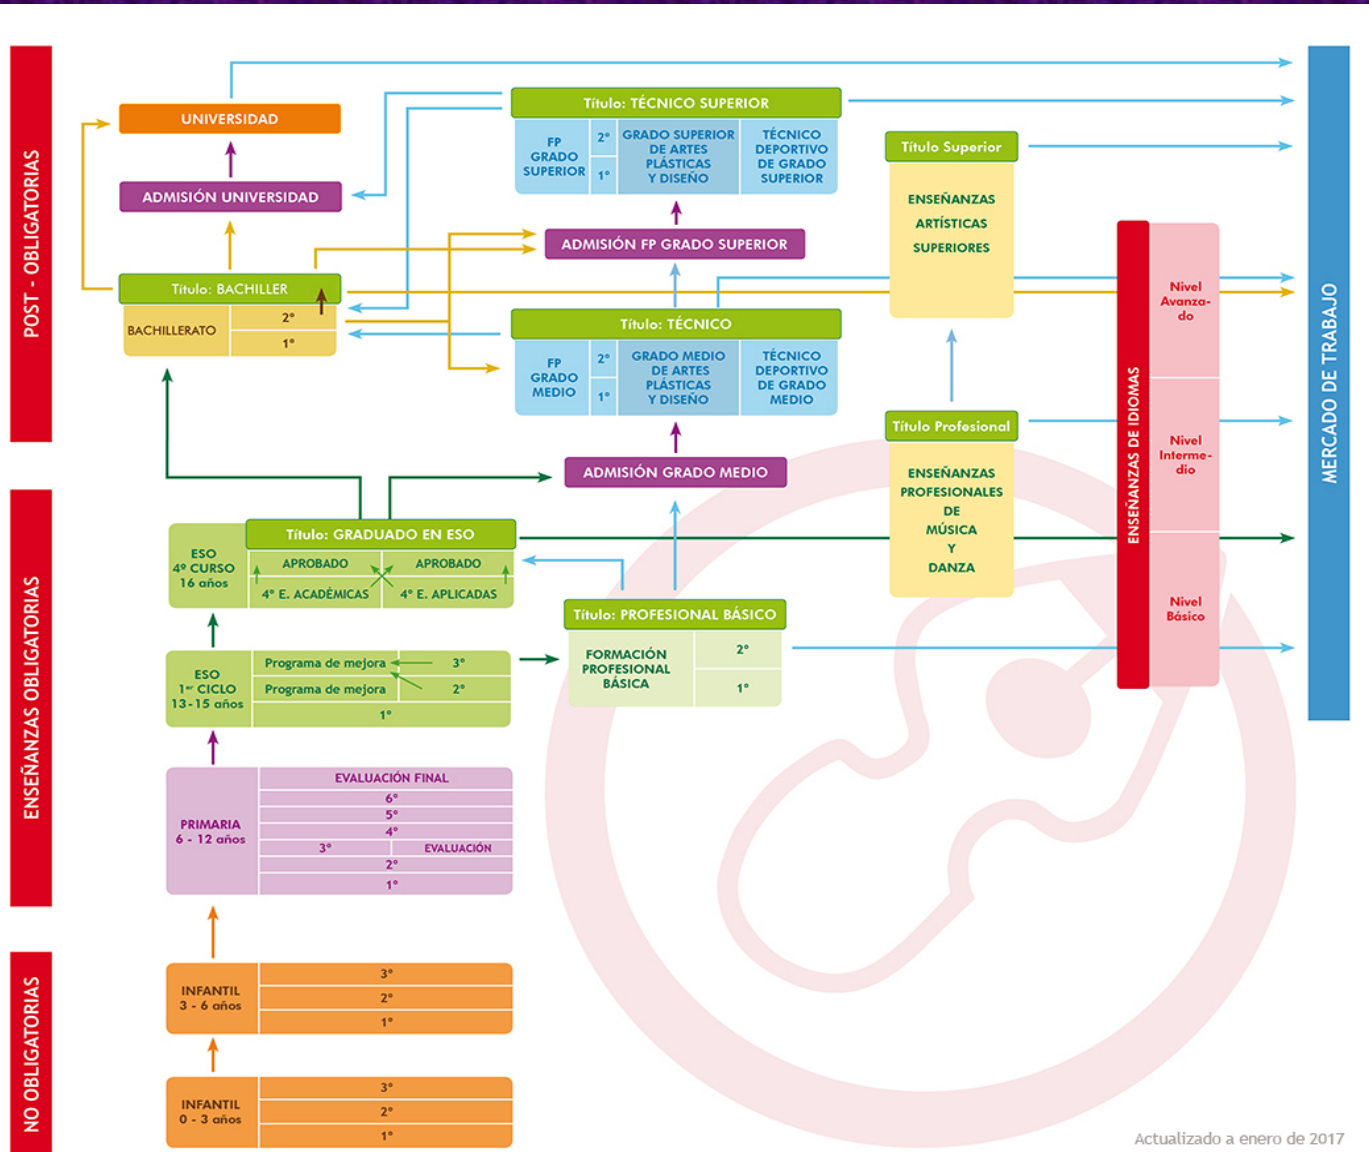 POST - OBLIGATORIAS
ENSEÑANZAS OBLIGATORIAS
NO OBLIGATORIAS
UNIVERSIDAD
ADMISIÓN UNIVERSIDAD
Título: BACHILLER
BACHILLERATO
2º
1º
Título: TÉCNICO SUPERIOR
FP
GRADO
SUPERIOR
2º
1º
GRADO SUPERIOR
DE ARTES
PLÁSTICAS
Y DISEÑO
TÉCNICO
DEPORTIVO
DE GRADO
SUPERIOR
ADMISIÓN FP GRADO SUPERIOR
Título: TÉCNICO
FP
GRADO
MEDIO
2º
1º
GRADO MEDIO
DE ARTES
PLÁSTICAS
Y DISEÑO
TÉCNICO
DEPORTIVO
DE GRADO
MEDIO
ADMISIÓN GRADO MEDIO
Título Superior
ENSEÑANZAS
ARTÍSTICAS
SUPERIORES
Título Profesional
ENSEÑANZAS
PROFESIONALES
DE
MÚSICA
Y
DANZA
ENSEÑANZAS DE IDIOMAS
Nivel
Avanza-
do
Nivel
Interme-
dio
Nivel
Básico
MERCADO DE TRABAJO
ESO
4º CURSO
16 años
Título: GRADUADO EN ESO
APROBADO
APROBADO
4º E. ACADÉMICAS
4º E. APLICADAS
ESO
1er CICLO
13-15 años
Programa de mejora
3º
Programa de mejora
2º
1º
Título: PROFESIONAL BÁSICO
FORMACIÓN
PROFESIONAL
BÁSICA
2º
1º
PRIMARIA
6 - 12 años
EVALUACIÓN FINAL
6º
5º
4º
3º
EVALUACIÓN
2º
1º
INFANTIL
3 - 6 años
3º
2º
1º
INFANTIL
0 - 3 años
3º
2º
1º
Actualizado a enero de 2017